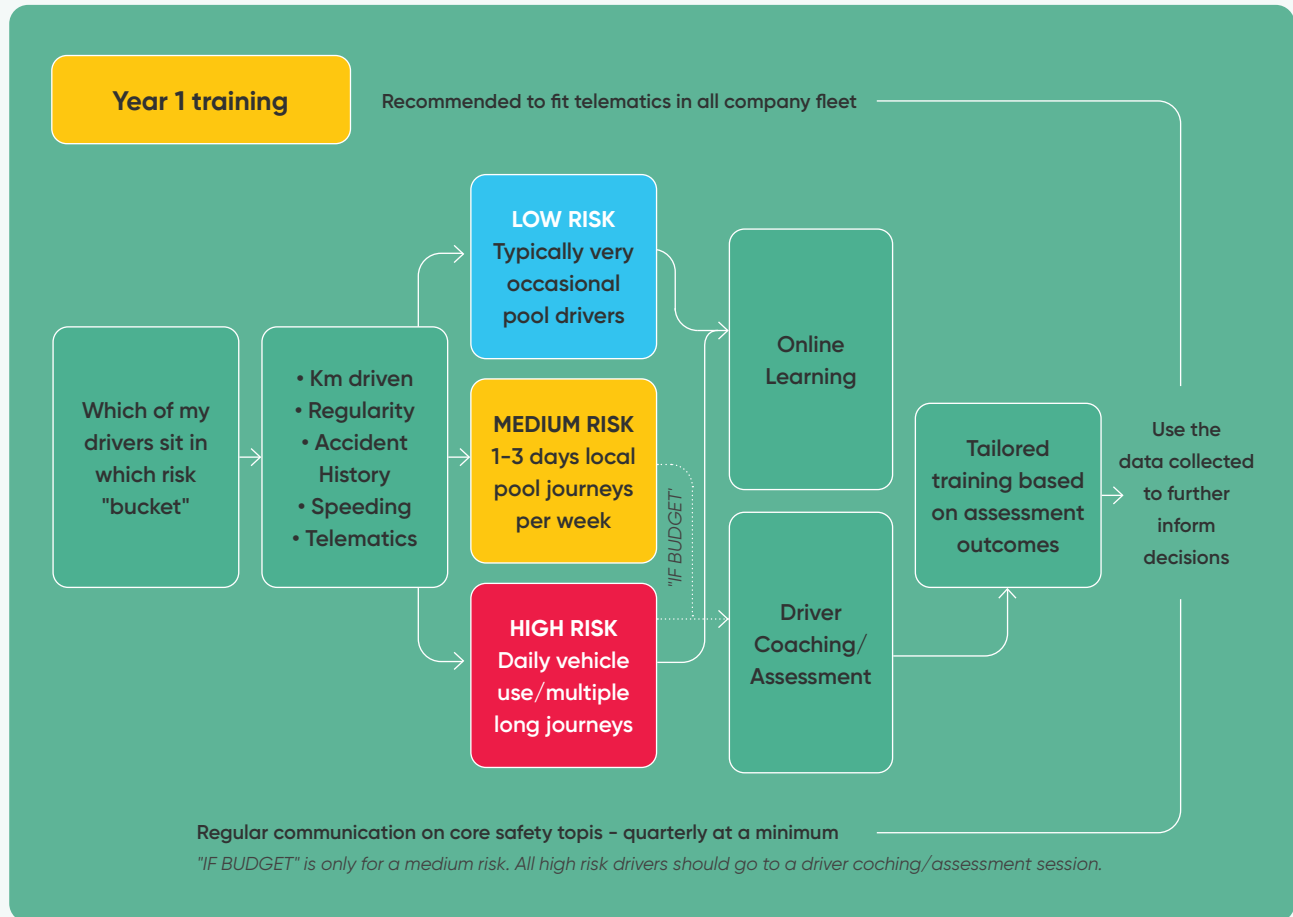 Year 1 training
Recommended to fit telematics in all company fleet
Which of my
drivers sit in
which risk
"bucket"
• Km driven
• Regularity
• Accident
History
• Speeding
• Telematics
LOW RISK
Typically very
occasional
pool drivers
MEDIUM RISK
1-3 days local
pool journeys
per week
HIGH RISK
Daily vehicle
use/multiple
long journeys
"IF BUDGET'
Online
Learning
Driver
Coaching/
Assessment
Tailored
training based
on assessment
outcomes
Use the
data collected
to further
inform
decisions
Regular communication on core safety topis - quarterly at a minimum
"IF BUDGET" is only for a medium risk. All high risk drivers should go to a driver coching/assessment session.